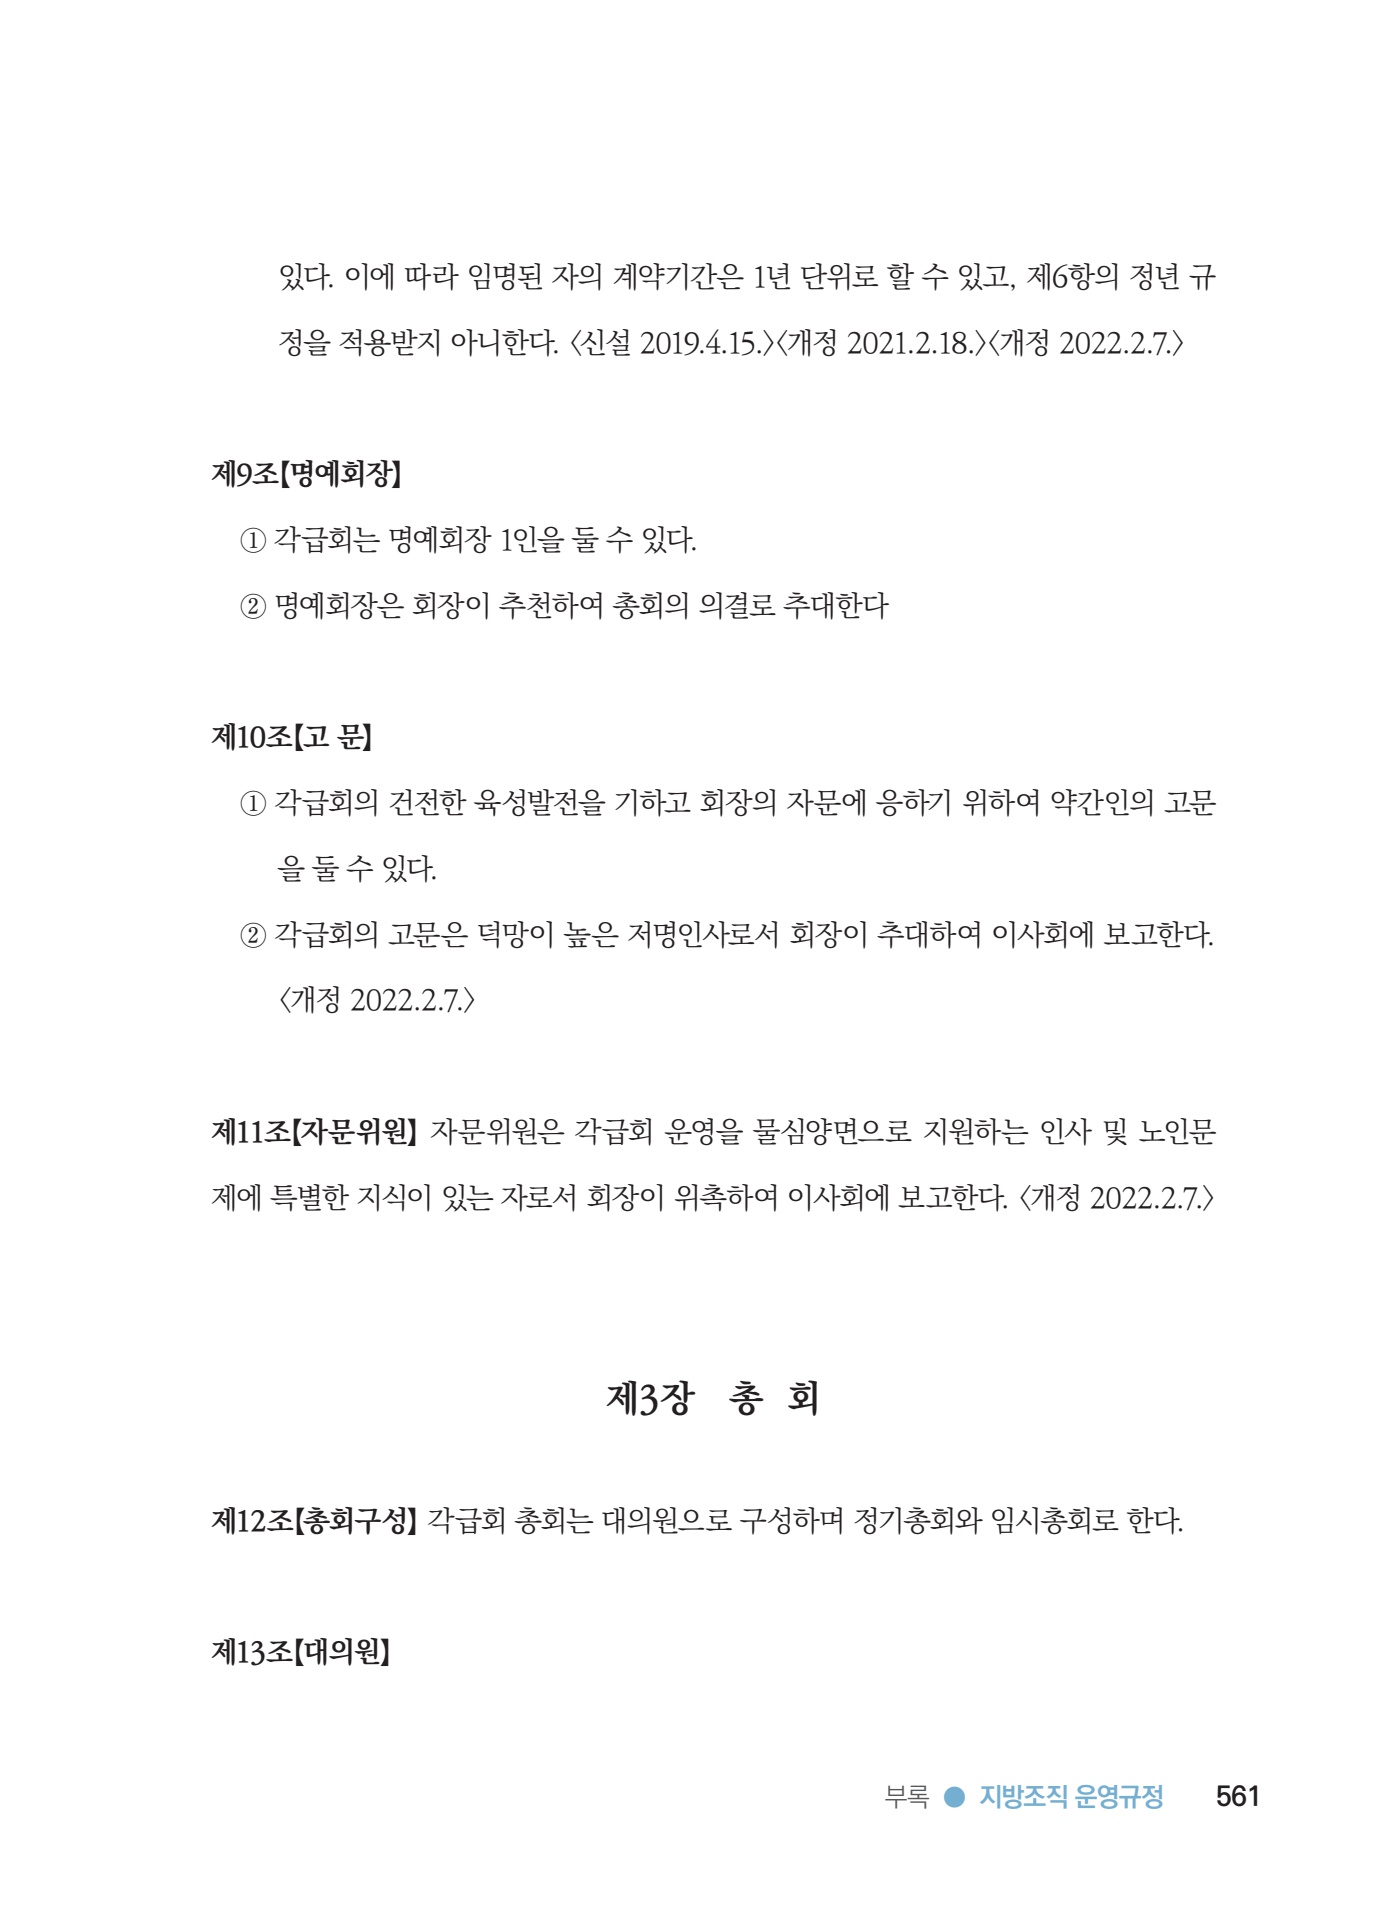 있다. 이에 따라 임명된 자의 계약기간은 1년 단위로 할 수 있고, 제6항의 정년 규
정을 적용받지 아니한다. 〈신설 2019.4.15.〉〈개정 2021.2.18.〉〈개정 2022.2.7.〉
제9조【명예회장】
① 각급회는 명예회장 1인을 둘 수 있다.
② 명예회장은 회장이 추천하여 총회의 의결로 추대한다
제10조【고 문】
① 각급회의 건전한 육성발전을 기하고 회장의 자문에 응하기 위하여 약간인의 고문
을 둘 수 있다.
② 각급회의 고문은 덕망이 높은 저명인사로서 회장이 추대하여 이사회에 보고한다.
〈개정 2022.2.7.〉
제11조【자문위원】 자문위원은 각급회 운영을 물심양면으로 지원하는 인사 및 노인문
제에 특별한 지식이 있는 자로서 회장이 위촉하여 이사회에 보고한다. 〈개정 2022.2.7.〉
제3장 총 회
제12조【총회구성】 각급회 총회는 대의원으로 구성하며 정기총회와 임시총회로 한다.
제13조【대의원】
부록 ● 지방조직 운영규정 561